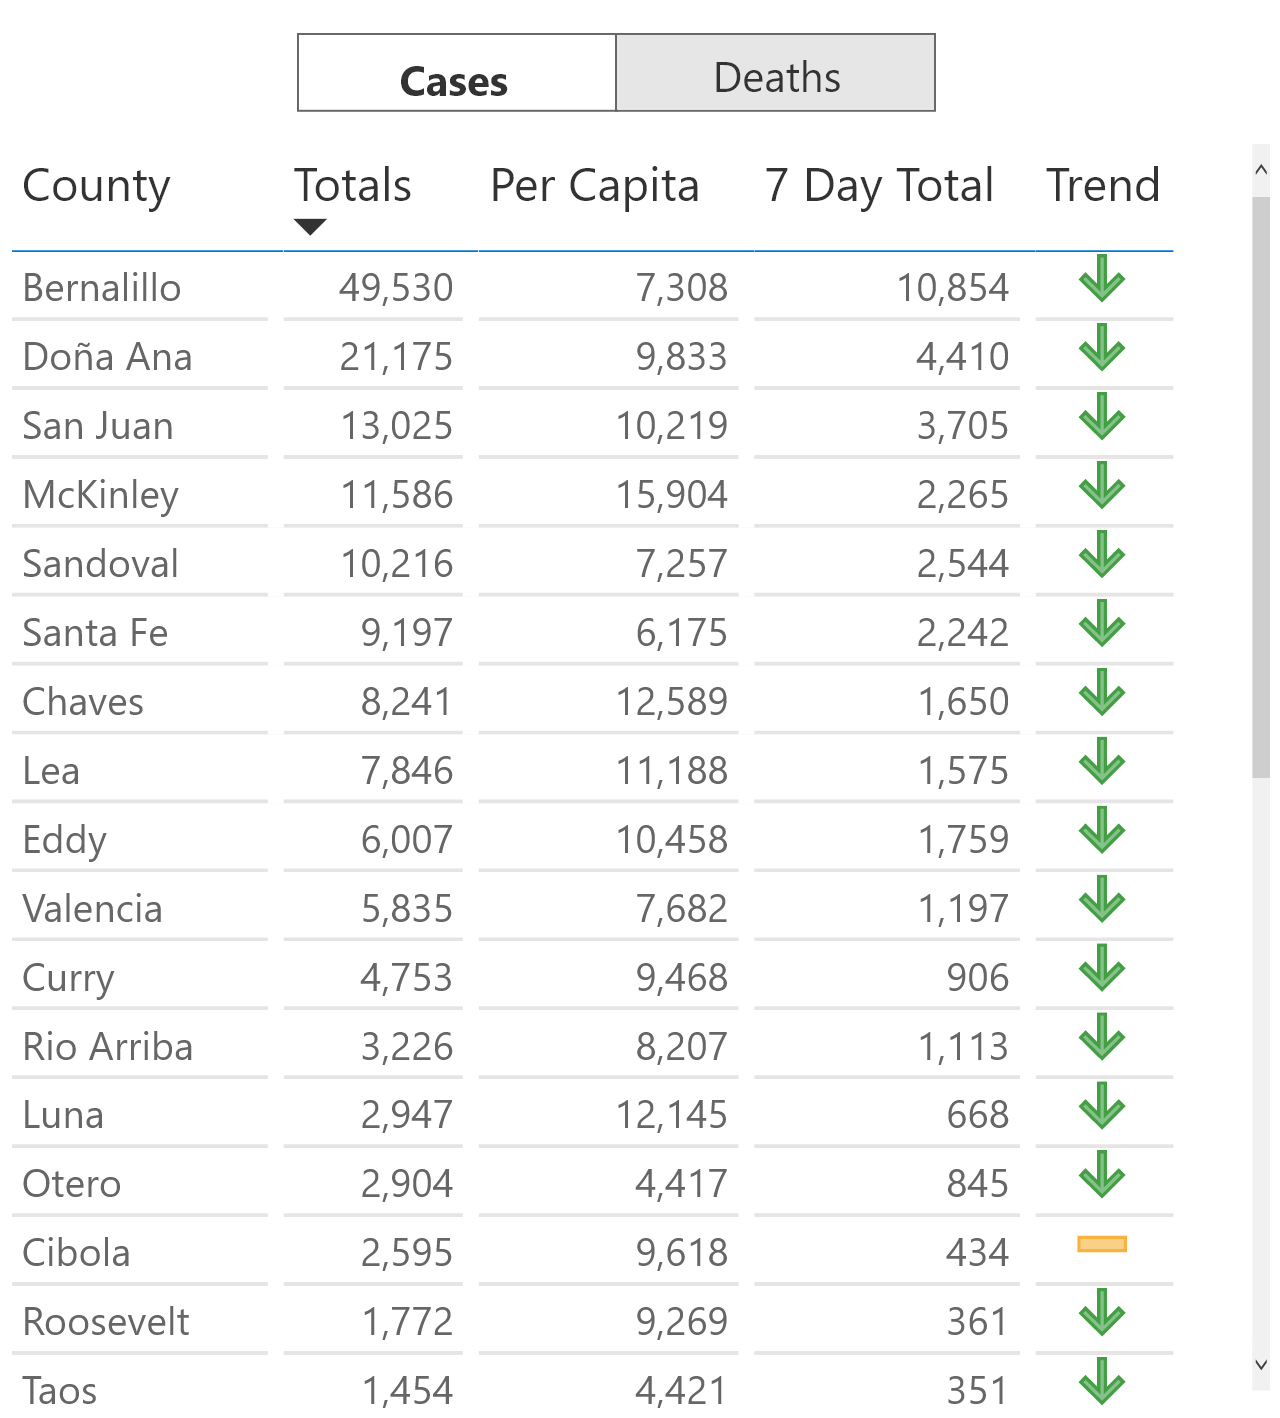 Cases Deaths
County Totals Per Capita 7 Day Total Trend
Bernalillo 49,530 7,308 10,854
Doña Ana 21,175 9,833 4,410
San Juan 13,025 10,219 3,705
McKinley 11,586 15,904 2,265
Sandoval 10,216 7,257 2,544
Santa Fe 9,197 6,175 2,242
Chaves 8,241 12,589 1,650
Lea 7,846 11,188 1,575
Eddy 6,007 10,458 1,759
Valencia 5,835 7,682 1,197
Curry 4,753 9,468 906
Rio Arriba 3,226 8,207 1,113
Luna 2,947 12,145 668
Otero 2,904 4,417 845
Cibola 2,595 9,618 434
Roosevelt 1,772 9,269 361
Taos 1,454 4,421 351